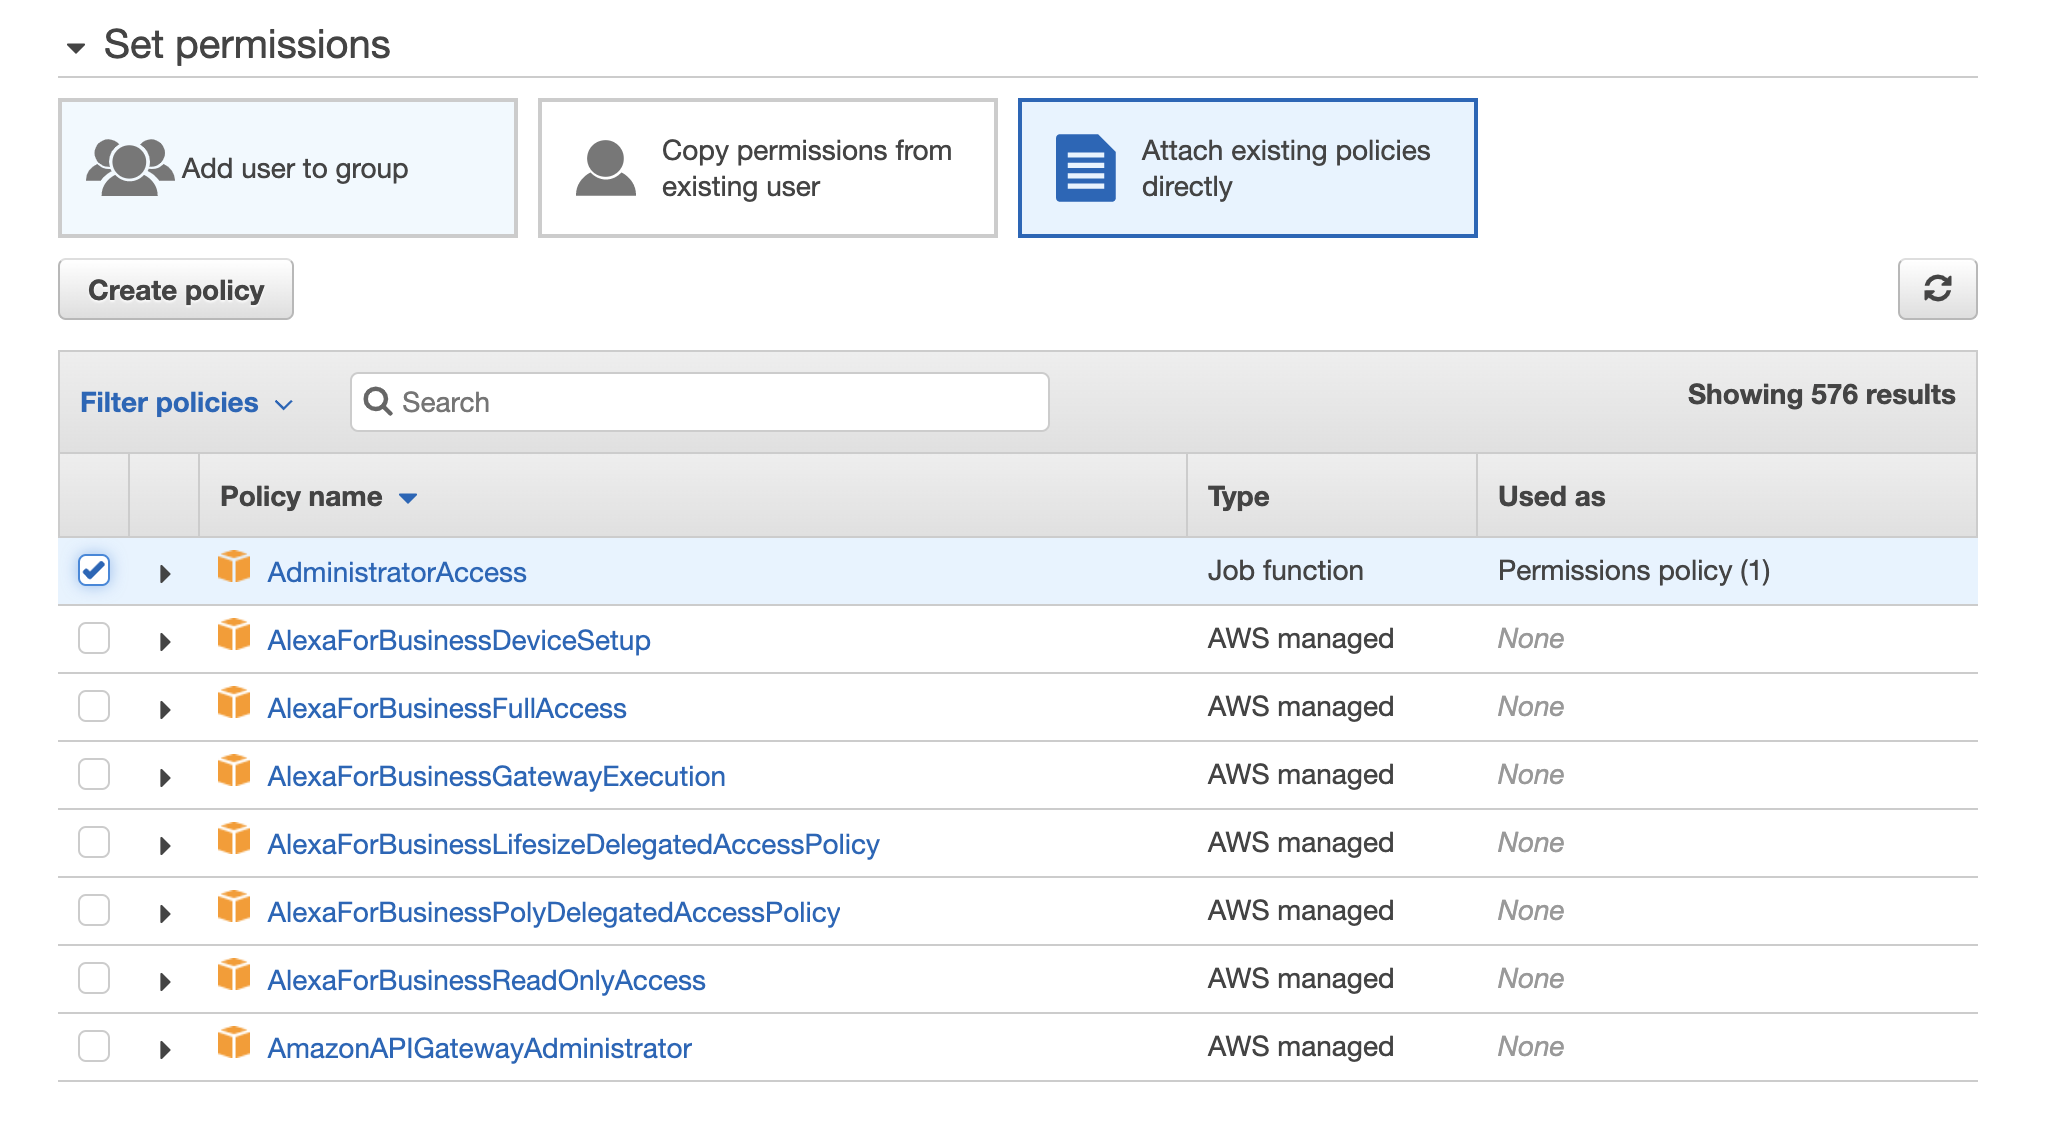 Set permissions
Add user to group
Copy permissions from
existing user
Attach existing policies
directly
Create policy
Filter policies
Search
Showing 576 results
Policy name
Type
Used as
AdministratorAccess
Job function
Permissions policy (1)
AlexaForBusinessDeviceSetup
AWS managed
None
AlexaForBusinessFullAccess
AWS managed
None
AlexaForBusinessGatewayExecution
AWS managed
None
AlexaForBusinessLifesizeDelegatedAccessPolicy
AWS managed
None
AlexaForBusinessPolyDelegatedAccessPolicy
AWS managed
None
AlexaForBusinessReadOnlyAccess
AWS managed
None
AmazonAPIGatewayAdministrator
AWS managed
None